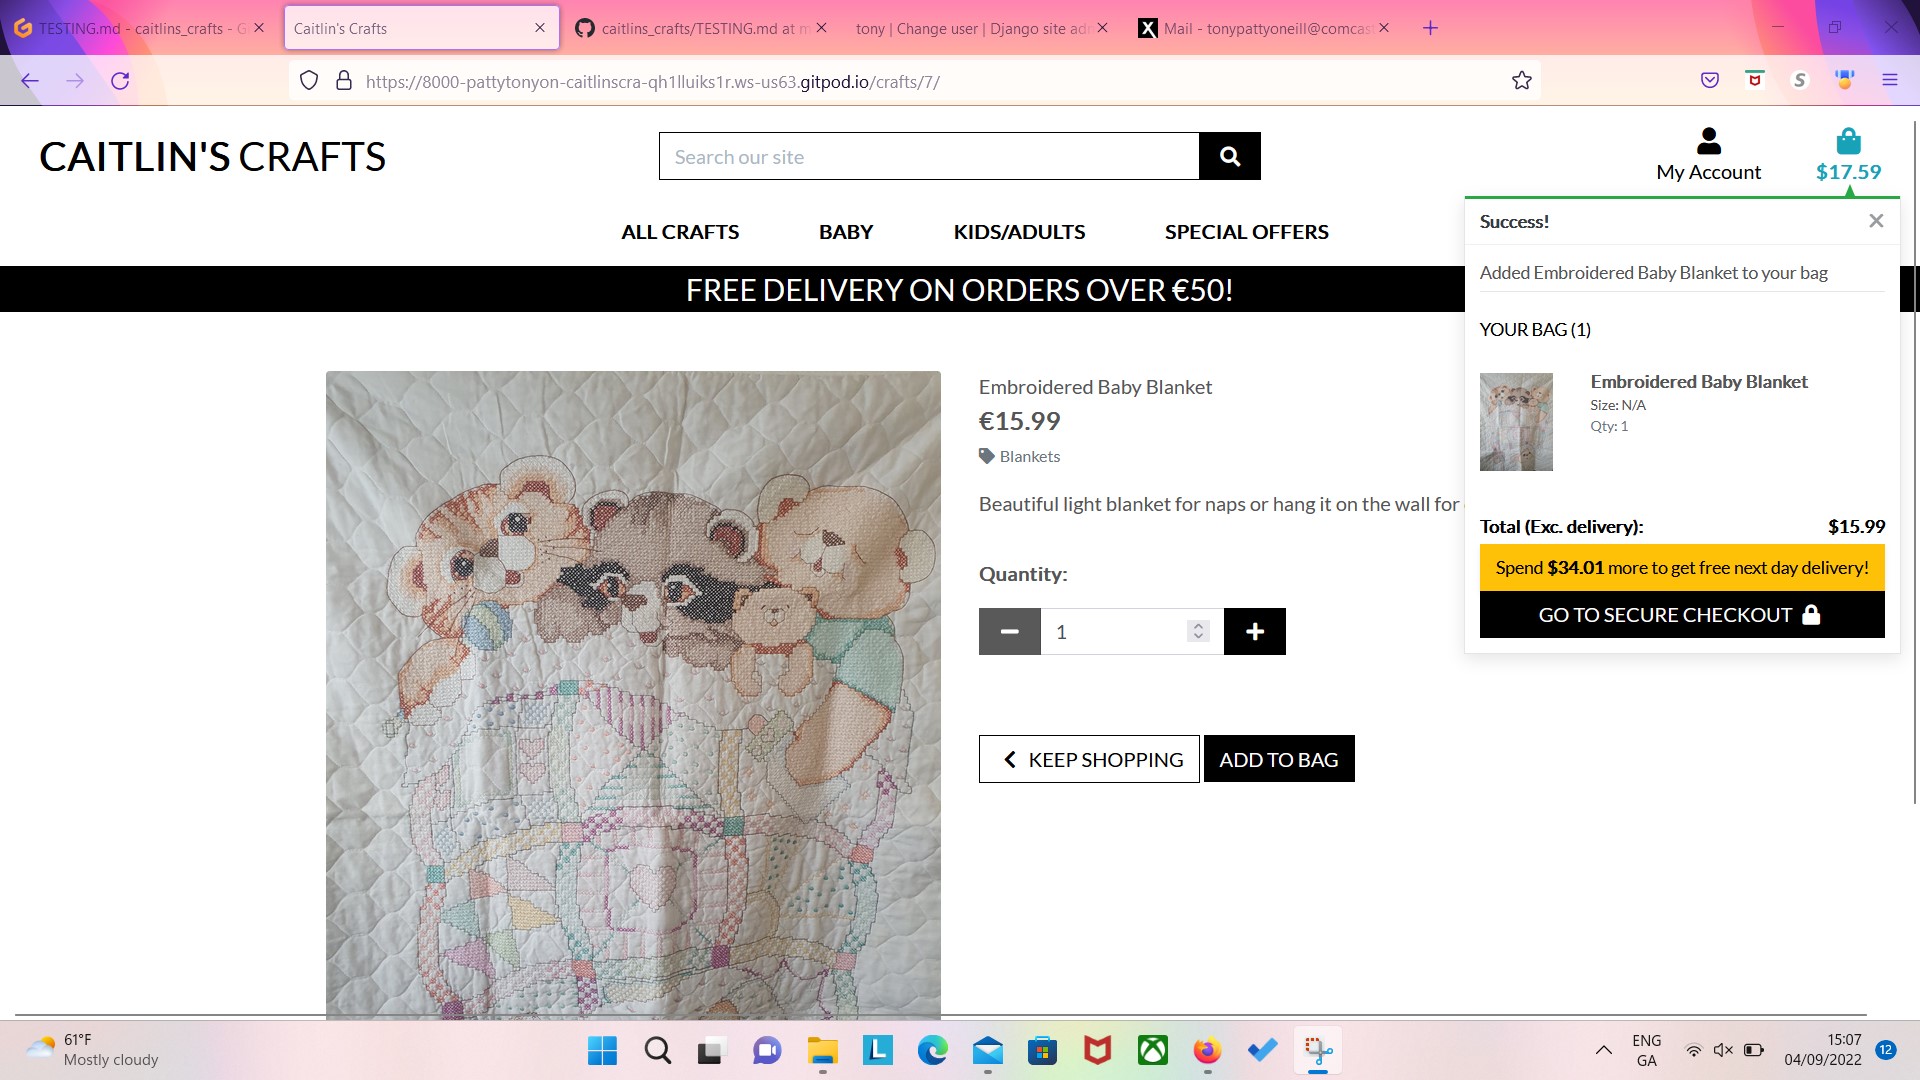 TESTING.md - caitlins_crafts - G
Caitlin's Crafts
caitlins_crafts/TESTING.md at m
tony | Change user | Django site ad
Mail - tonypattyoneill@comcast
https://8000-pattytonyon-caitlinscra-qh1lluiks1r.ws-us63.gitpod.io/crafts/7/
CAITLIN'S CRAFTS
Search our site
My Account
$17.59
ALL CRAFTS
BABY
KIDS/ADULTS
SPECIAL OFFERS
FREE DELIVERY ON ORDERS OVER €50!
Success!
Added Embroidered Baby Blanket to your bag
YOUR BAG (1)
Embroidered Baby Blanket
Size: N/A
Qty: 1
Total (Exc. delivery): $15.99
Spend $34.01 more to get free next day delivery!
GO TO SECURE CHECKOUT
Embroidered Baby Blanket
€15.99
Blankets
Beautiful light blanket for naps or hang it on the wall for
Quantity:
1
KEEP SHOPPING
ADD TO BAG
61°F
Mostly cloudy
ENG
GA
15:07
04/09/2022
12